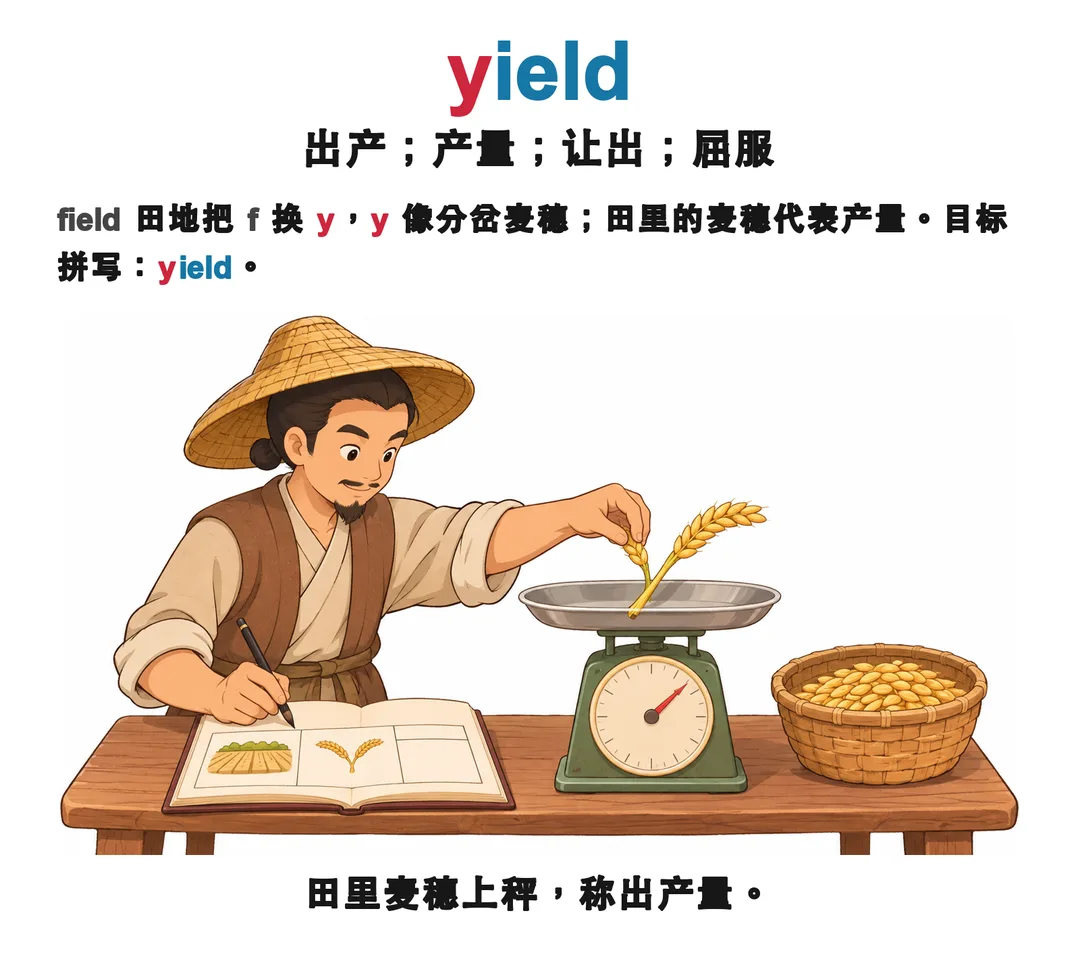 yield
出产；产量；让出；屈服
field 田地把 f 换 y，y 像分岔麦穗；田里的麦穗代表产量。目标
拼写：yield。
田里麦穗上秤，称出产量。